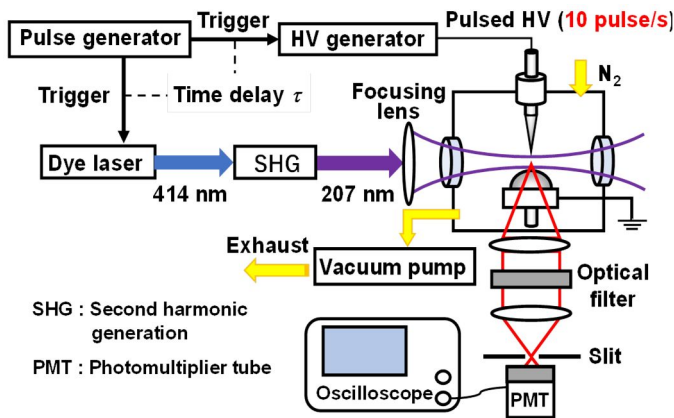 Pulse generator
Trigger
HV generator
Pulsed HV (10 pulse/s)
N₂
Trigger
Time delay τ
Focusing
lens
Dye laser
SHG
414 nm
207 nm
Exhaust
Vacuum pump
Optical
filter
SHG : Second harmonic
generation
PMT : Photomultiplier tube
Oscilloscope
Slit
PMT